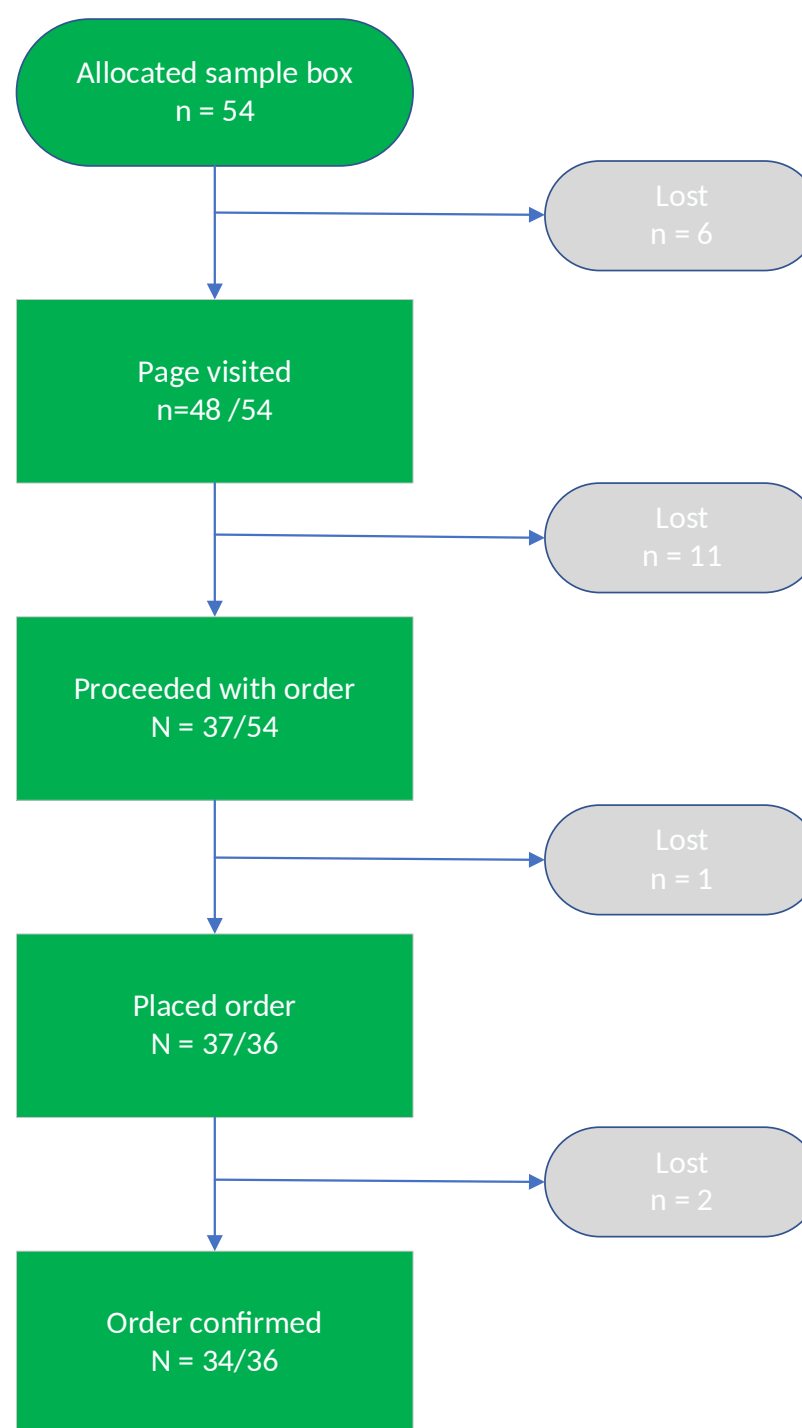 Allocated sample box
n = 54
Lost
n = 6
Page visited
n=48 /54
Lost
n = 11
Proceeded with order
N = 37/54
Lost
n = 1
Placed order
N = 37/36
Lost
n = 2
Order confirmed
N = 34/36